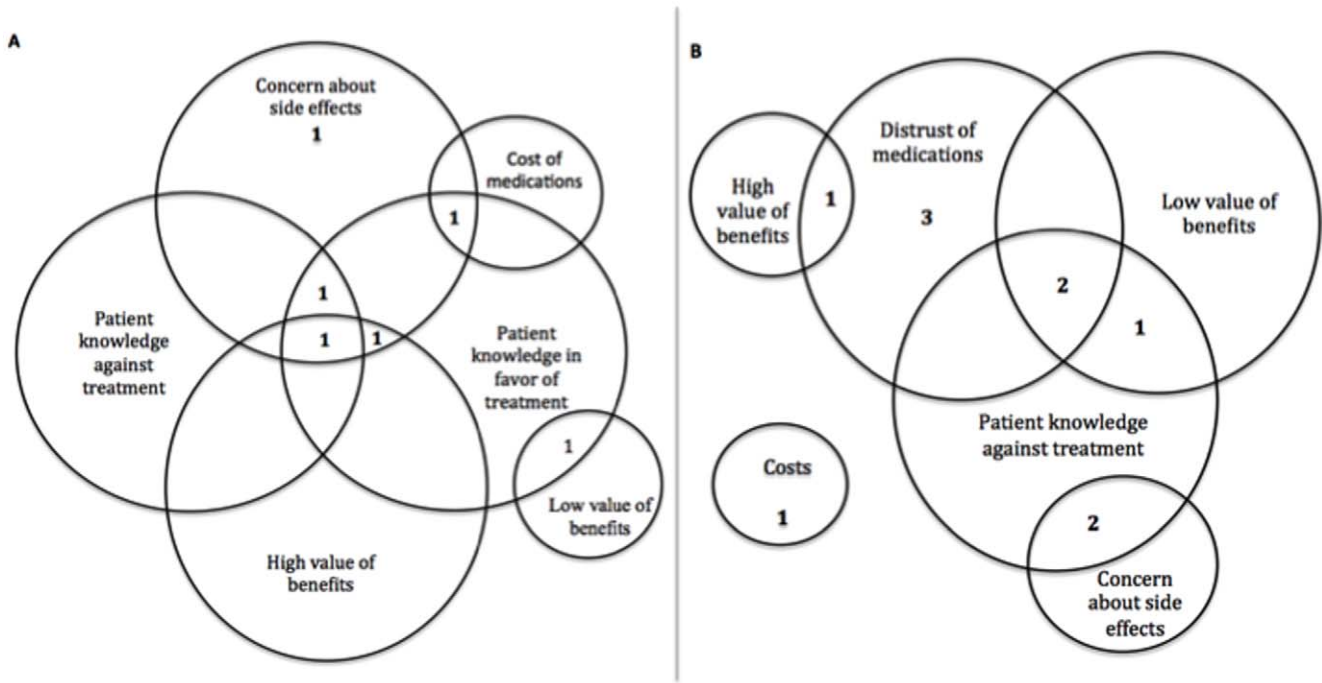 A
Concern about
side effects
1
Cost of
medications
1
1
Patient
knowledge
against
treatment
1
1
Patient
knowledge in
favor of
treatment
1
Low value of
benefits
High value of
benefits
B
Distrust of
medications
High
value of
benefits
1
3
Low value of
benefits
2
1
Patient knowledge
against treatment
Costs
1
2
Concern
about side
effects